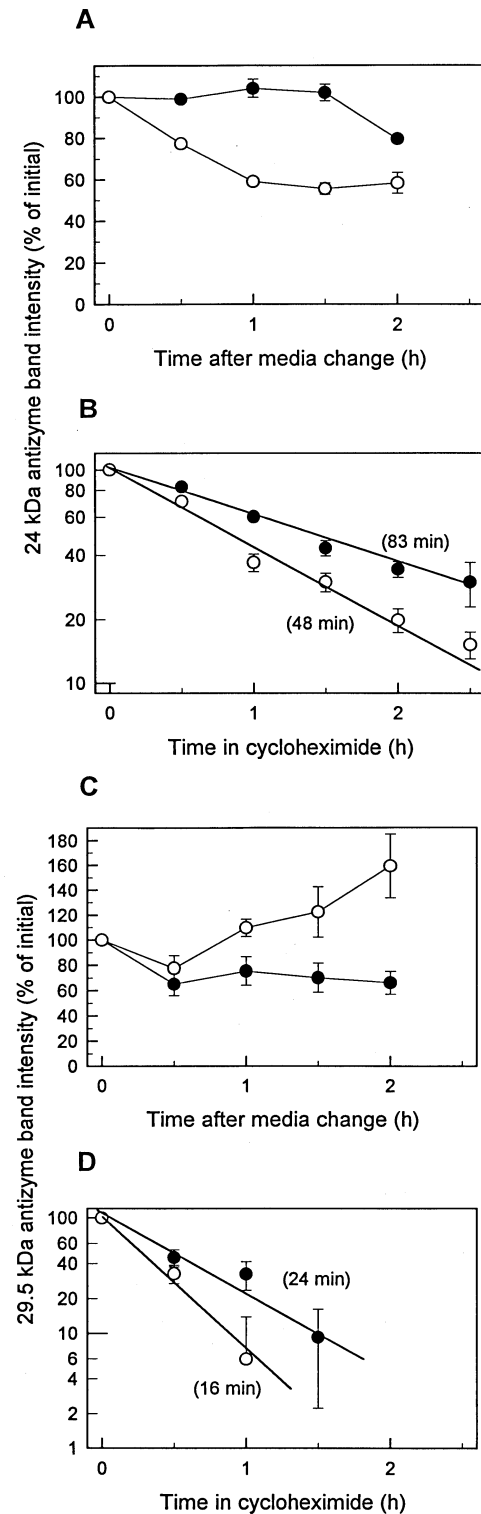 A
24 kDa antizyme band intensity (% of initial)
100
80
60
40
20
0
0 1 2
Time after media change (h)
B
100
80
60
40
20
10
(83 min)
(48 min)
0 1 2
Time in cycloheximide (h)
C
29.5 kDa antizyme band intensity (% of initial)
180
160
140
120
100
80
60
40
20
0
0 1 2
Time after media change (h)
D
100
60
40
20
10
6
4
2
1
(24 min)
(16 min)
0 1 2
Time in cycloheximide (h)